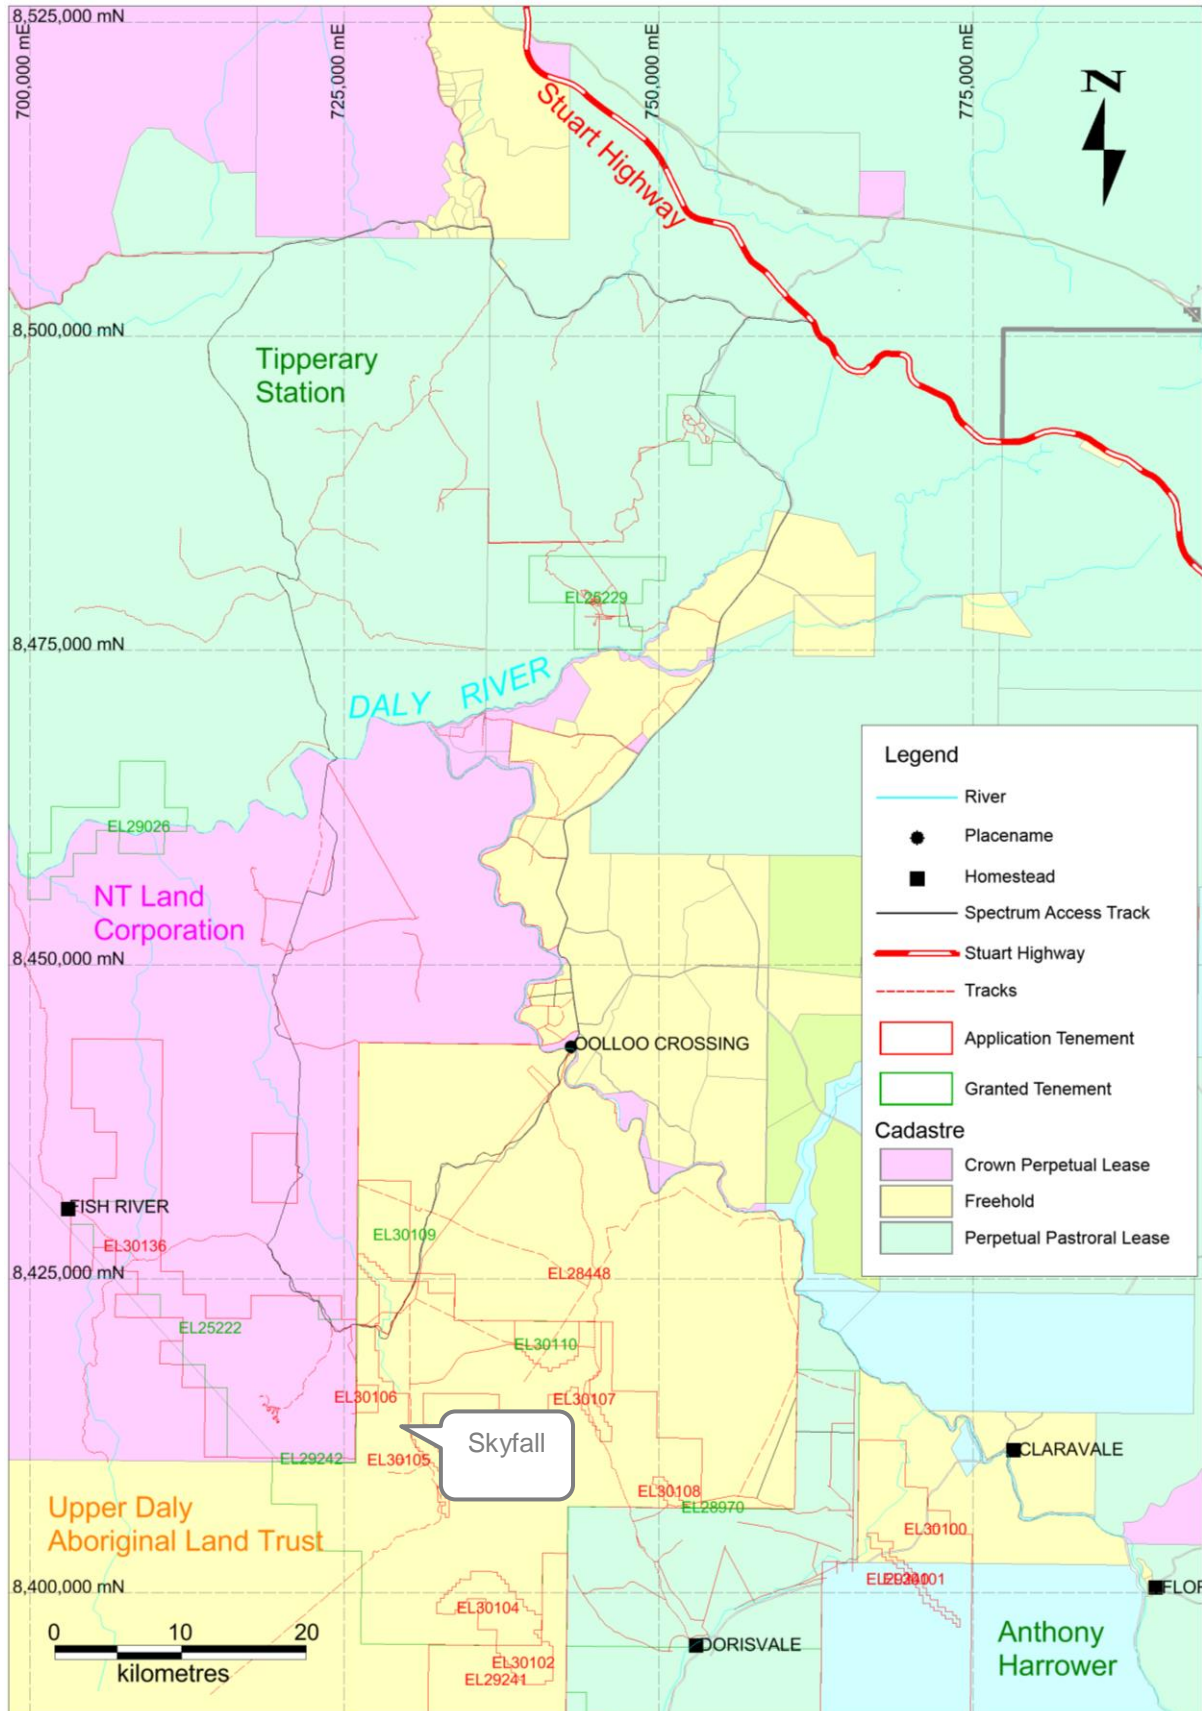 8,525,000 mN
700,000 mE
725,000 mE
750,000 mE
775,000 mE
N
Stuart Highway
8,500,000 mN
Tipperary
Station
EL25229
8,475,000 mN
DALY RIVER
EL29026
NT Land
Corporation
8,450,000 mN
OOLLOO CROSSING
Legend
River
Placename
Homestead
Spectrum Access Track
Stuart Highway
Tracks
Application Tenement
Granted Tenement
Cadastre
Crown Perpetual Lease
Freehold
Perpetual Pastroral Lease
FISH RIVER
EL30136
EL30109
8,425,000 mN
EL28448
EL25222
EL30110
EL30106
EL30107
Skyfall
EL29242
EL30105
CLARAVALE
EL30108
EL28970
Upper Daly
Aboriginal Land Trust
EL30100
8,400,000 mN
FLOR
EL30104
0 10 20
kilometres
DORISVALE
Anthony
Harrower
EL30102
EL29241